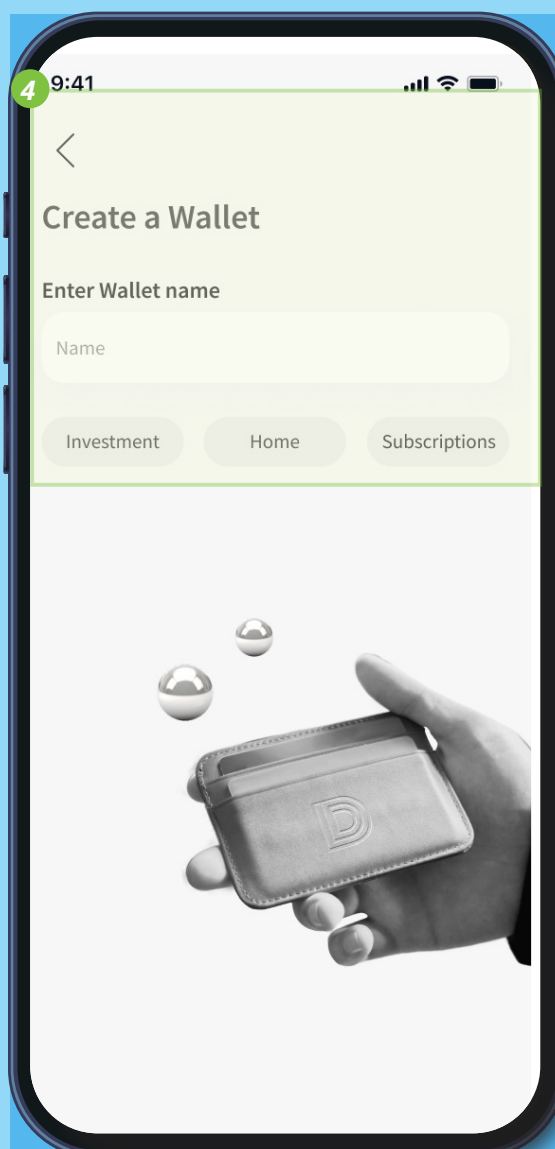 4
9:41
Create a Wallet
Enter Wallet name
Name
Investment Home Subscriptions
D